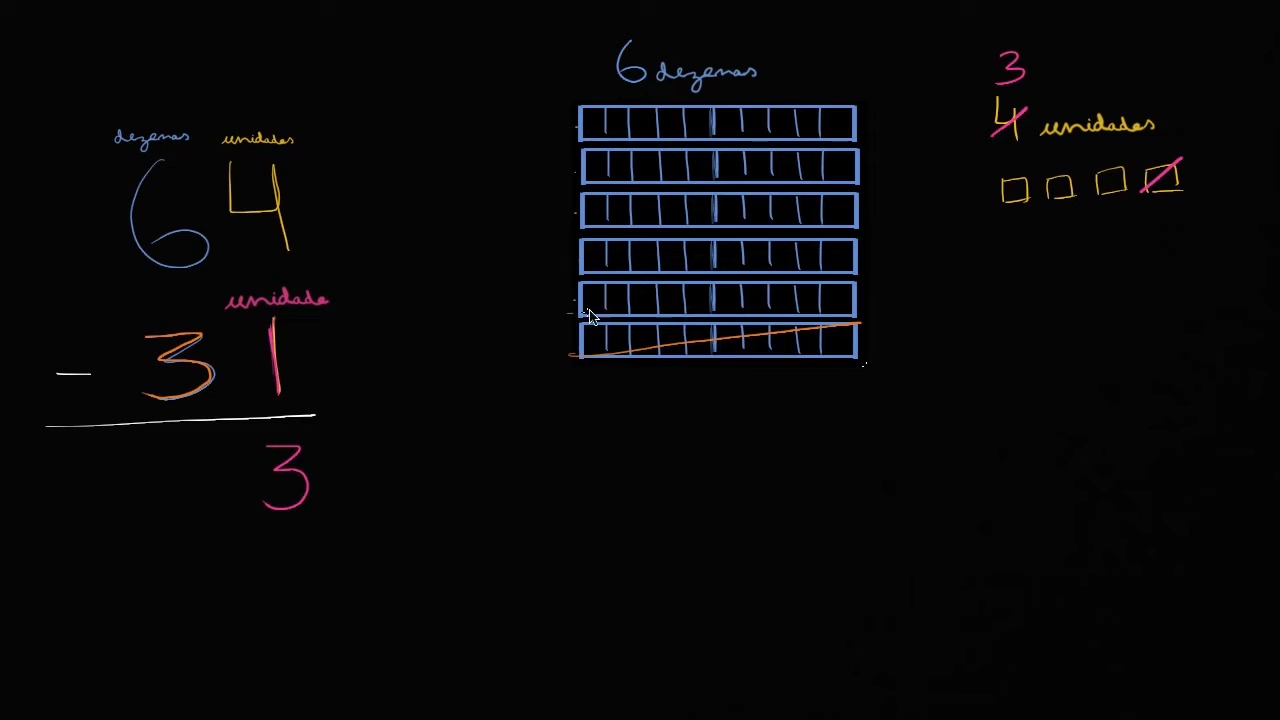 dezenas unidades
64
unidade
- 31
3
6 dezenas
3
4 unidades